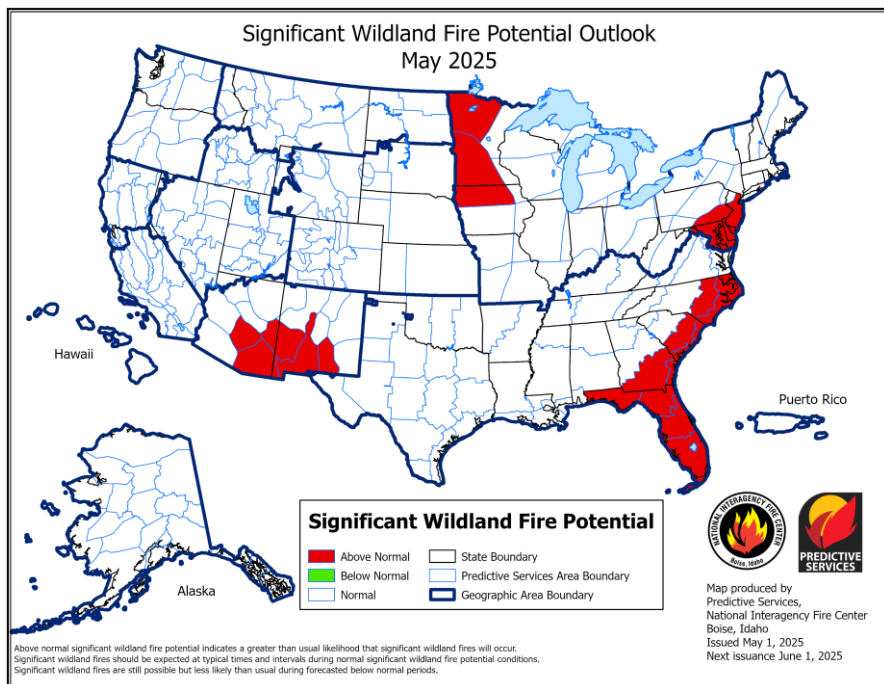 Significant Wildland Fire Potential Outlook
May 2025
Hawaii
Puerto Rico
Alaska
Significant Wildland Fire Potential
Above Normal
State Boundary
Below Normal
Predictive Services Area Boundary
Normal
Geographic Area Boundary
NATIONAL INTERAGENCY FIRE CENTER
Boise, Idaho
PREDICTIVE
SERVICES
Map produced by
Predictive Services,
National Interagency Fire Center
Boise, Idaho
Issued May 1, 2025
Next issuance June 1, 2025
Above normal significant wildland fire potential indicates a greater than usual likelihood that significant wildland fires will occur.
Significant wildland fires should be expected at typical times and intervals during normal significant wildland fire potential conditions.
Significant wildland fires are still possible but less likely than usual during forecasted below normal periods.